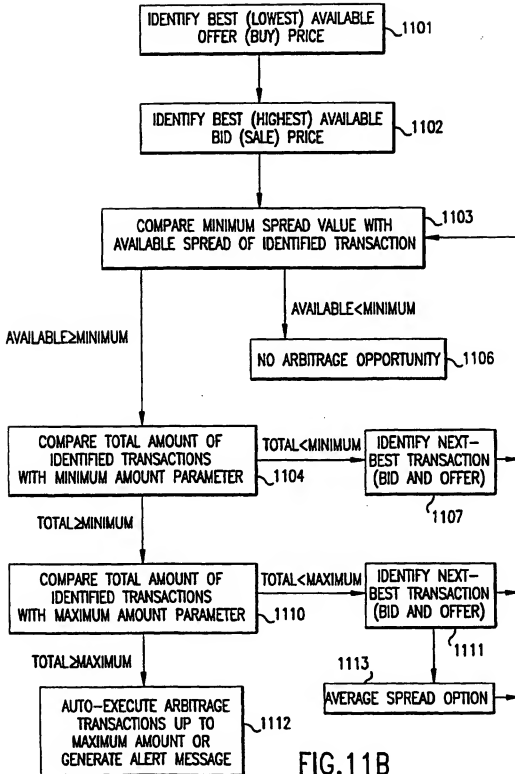 IDENTIFY BEST (LOWEST) AVAILABLE
OFFER (BUY) PRICE
1101
IDENTIFY BEST (HIGHEST) AVAILABLE
BID (SALE) PRICE
1102
1103
COMPARE MINIMUM SPREAD VALUE WITH
AVAILABLE SPREAD OF IDENTIFIED TRANSACTION
AVAILABLE<MINIMUM
AVAILABLE≥MINIMUM
NO ARBITRAGE OPPORTUNITY
1106
COMPARE TOTAL AMOUNT OF
IDENTIFIED TRANSACTIONS
WITH MINIMUM AMOUNT PARAMETER
1104
TOTAL<MINIMUM
IDENTIFY NEXT-
BEST TRANSACTION
(BID AND OFFER)
1107
TOTAL≥MINIMUM
COMPARE TOTAL AMOUNT OF
IDENTIFIED TRANSACTIONS
WITH MAXIMUM AMOUNT PARAMETER
1110
TOTAL<MAXIMUM
IDENTIFY NEXT-
BEST TRANSACTION
(BID AND OFFER)
1111
TOTAL≥MAXIMUM
1113
AVERAGE SPREAD OPTION
AUTO-EXECUTE ARBITRAGE
TRANSACTIONS UP TO
MAXIMUM AMOUNT OR
GENERATE ALERT MESSAGE
1112
FIG.11B